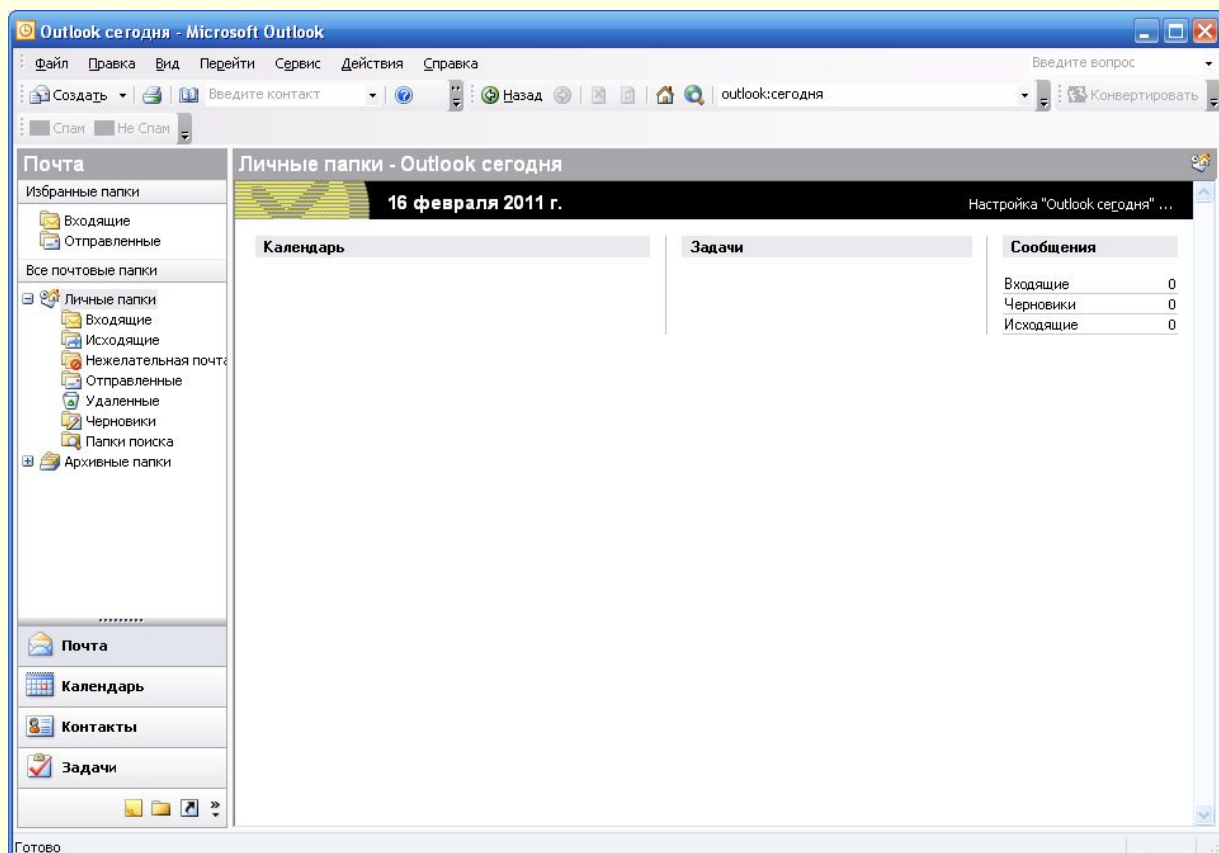 Outlook сегодня - Microsoft Outlook
Файл Правка Вид Перейти Сервис Действия Справка Введите вопрос
Создать Введите контакт Назад outlook:сегодня Конвертировать
Спам Не Спам
Почта
Избранные папки
Входящие
Отправленные
Все почтовые папки
Личные папки
Входящие
Исходящие
Нежелательная почта
Отправленные
Удаленные
Черновики
Папки поиска
Архивные папки
Почта
Календарь
Контакты
Задачи
Личные папки - Outlook сегодня
16 февраля 2011 г. Настройка "Outlook сегодня" ...
Календарь Задачи Сообщения
Входящие 0
Черновики 0
Исходящие 0
Готово